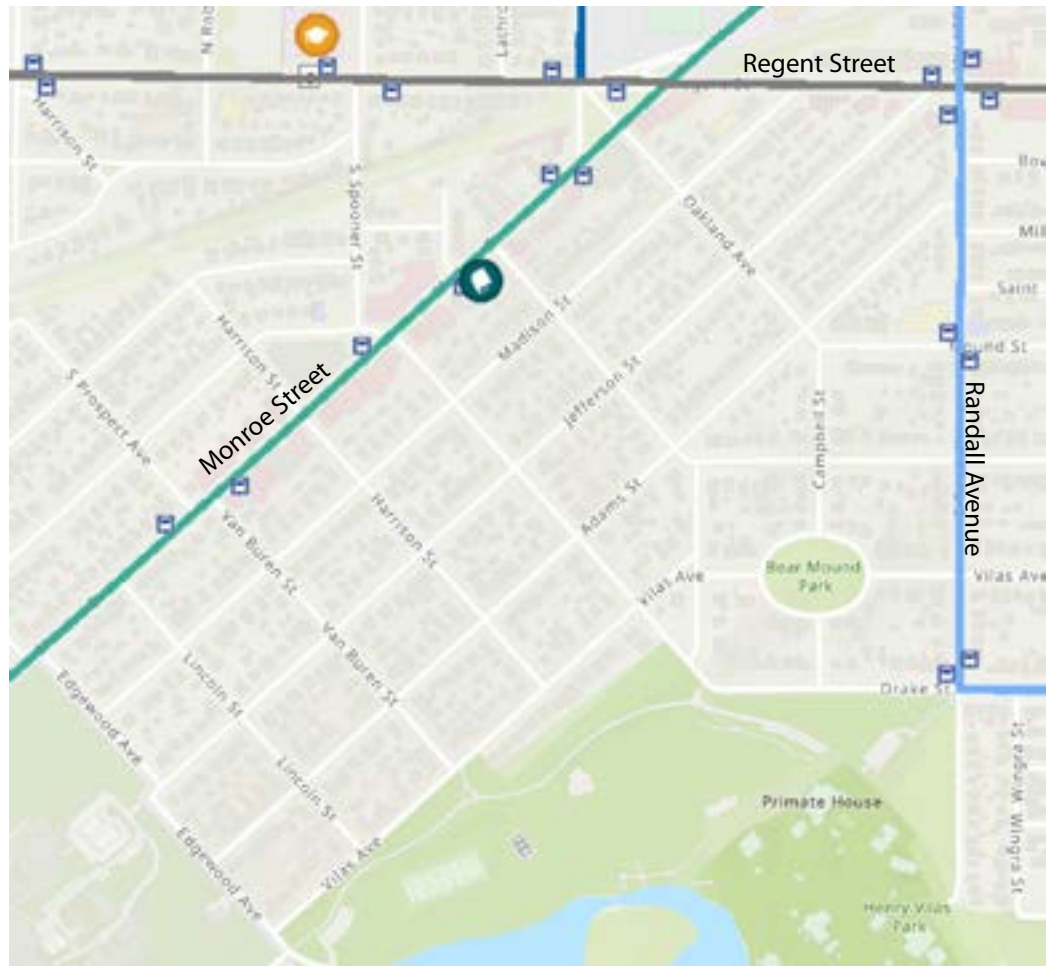 Regent Street
Harrison St
S Spooner St
Oakland Ave
Mil
Saint
Harrison St
Madison St
S Prospect Ave
Jefferson St
Monroe Street
Campbell St
Randall Avenue
Harrison St
Adams St
Van Buren St
Vilas Ave
Bear Mound
Park
Vilas Ave
Van Buren St
Lincoln St
Edgewood Ave
Drake St
Lincoln St
Primate House
S Wingra St
Vilas Ave
Edgewood Ave
Henry Vilas
Park